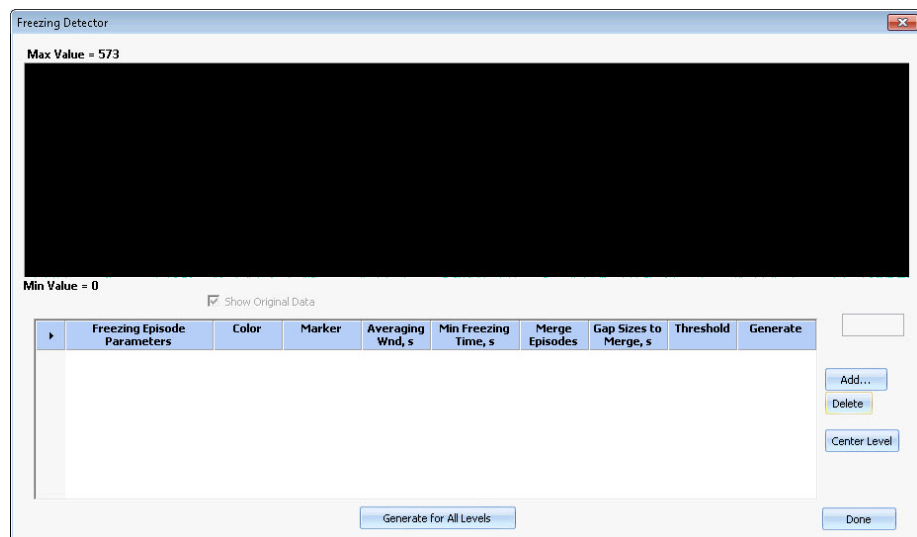 Freezing Detector
Max Value = 573
Min Value = 0
Show Original Data
Freezing Episode Parameters
Color
Marker
Averaging Wnd, s
Min Freezing Time, s
Merge Episodes
Gap Sizes to Merge, s
Threshold
Generate
Add...
Delete
Center Level
Generate for All Levels
Done